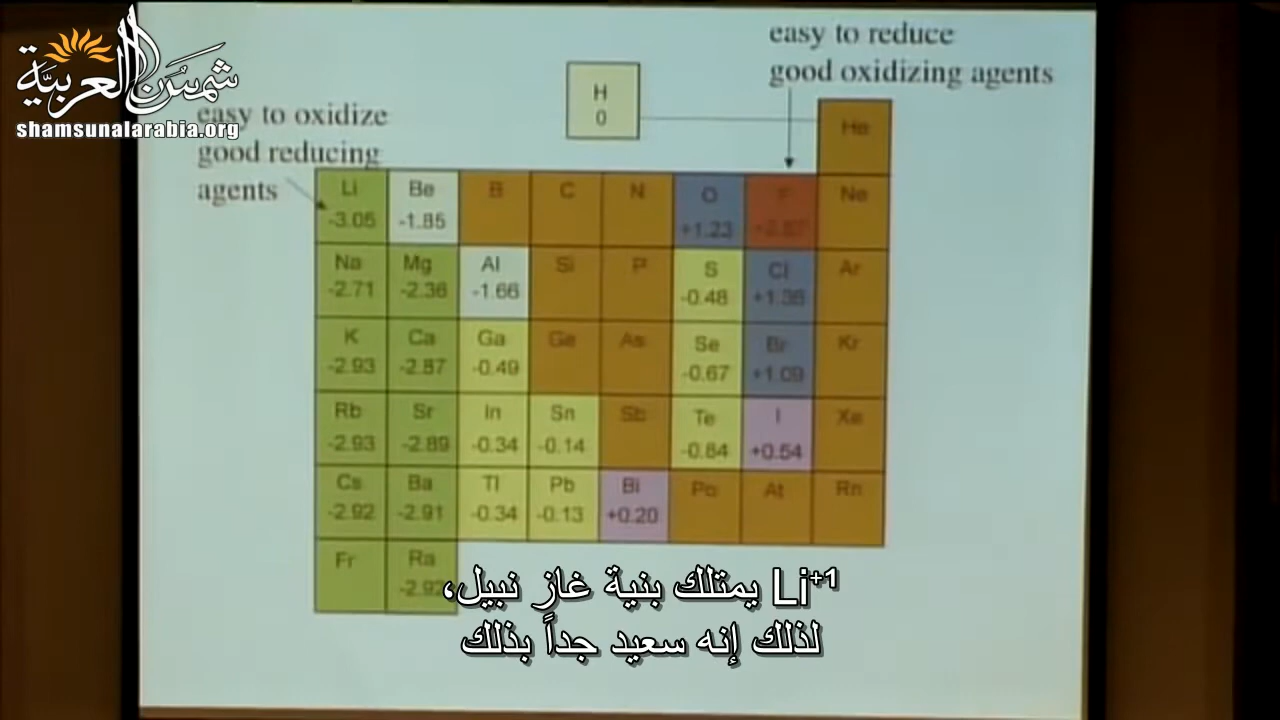 شمس العربية
shamsunalarabia.org
easy to reduce
good oxidizing agents
easy to oxidize
good reducing
agents
H
0
He
Li Be B C N O F Ne
-3.05 -1.85 +1.23
Na Mg Al Si P S Cl Ar
-2.71 -2.36 -1.66 -0.48 +1.36
K Ca Ga Ge As Se Br Kr
-2.93 -2.87 -0.49 -0.67 +1.09
Rb Sr In Sn Sb Te I Xe
-2.93 -2.89 -0.34 -0.14 -0.84 +0.54
Cs Ba Tl Pb Bi Po At Rn
-2.92 -2.91 -0.34 -0.13 +0.20
Fr Ra
-2.92
Li⁺¹ يمتلك بنية غاز نبيل،
لذلك إنه سعيد جداً بذلك